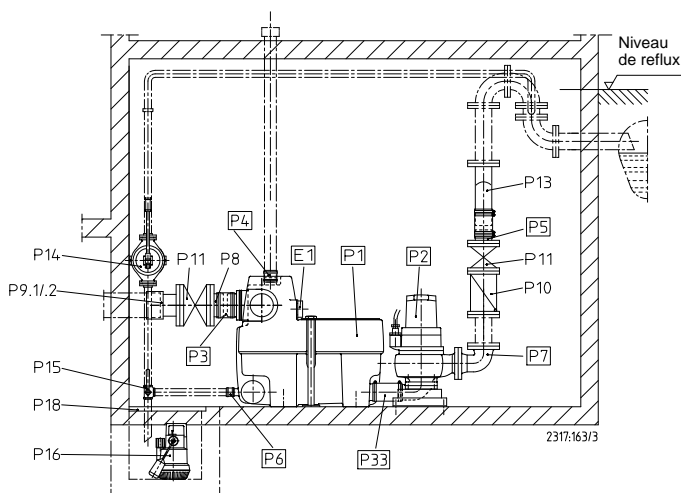 Niveau
de reflux
P13
P4
P5
P14
P11
P8
E1
P1
P2
P11
P9.1/.2
P10
P3
P7
P15
P18
2317:163/3
P16
P6
P33